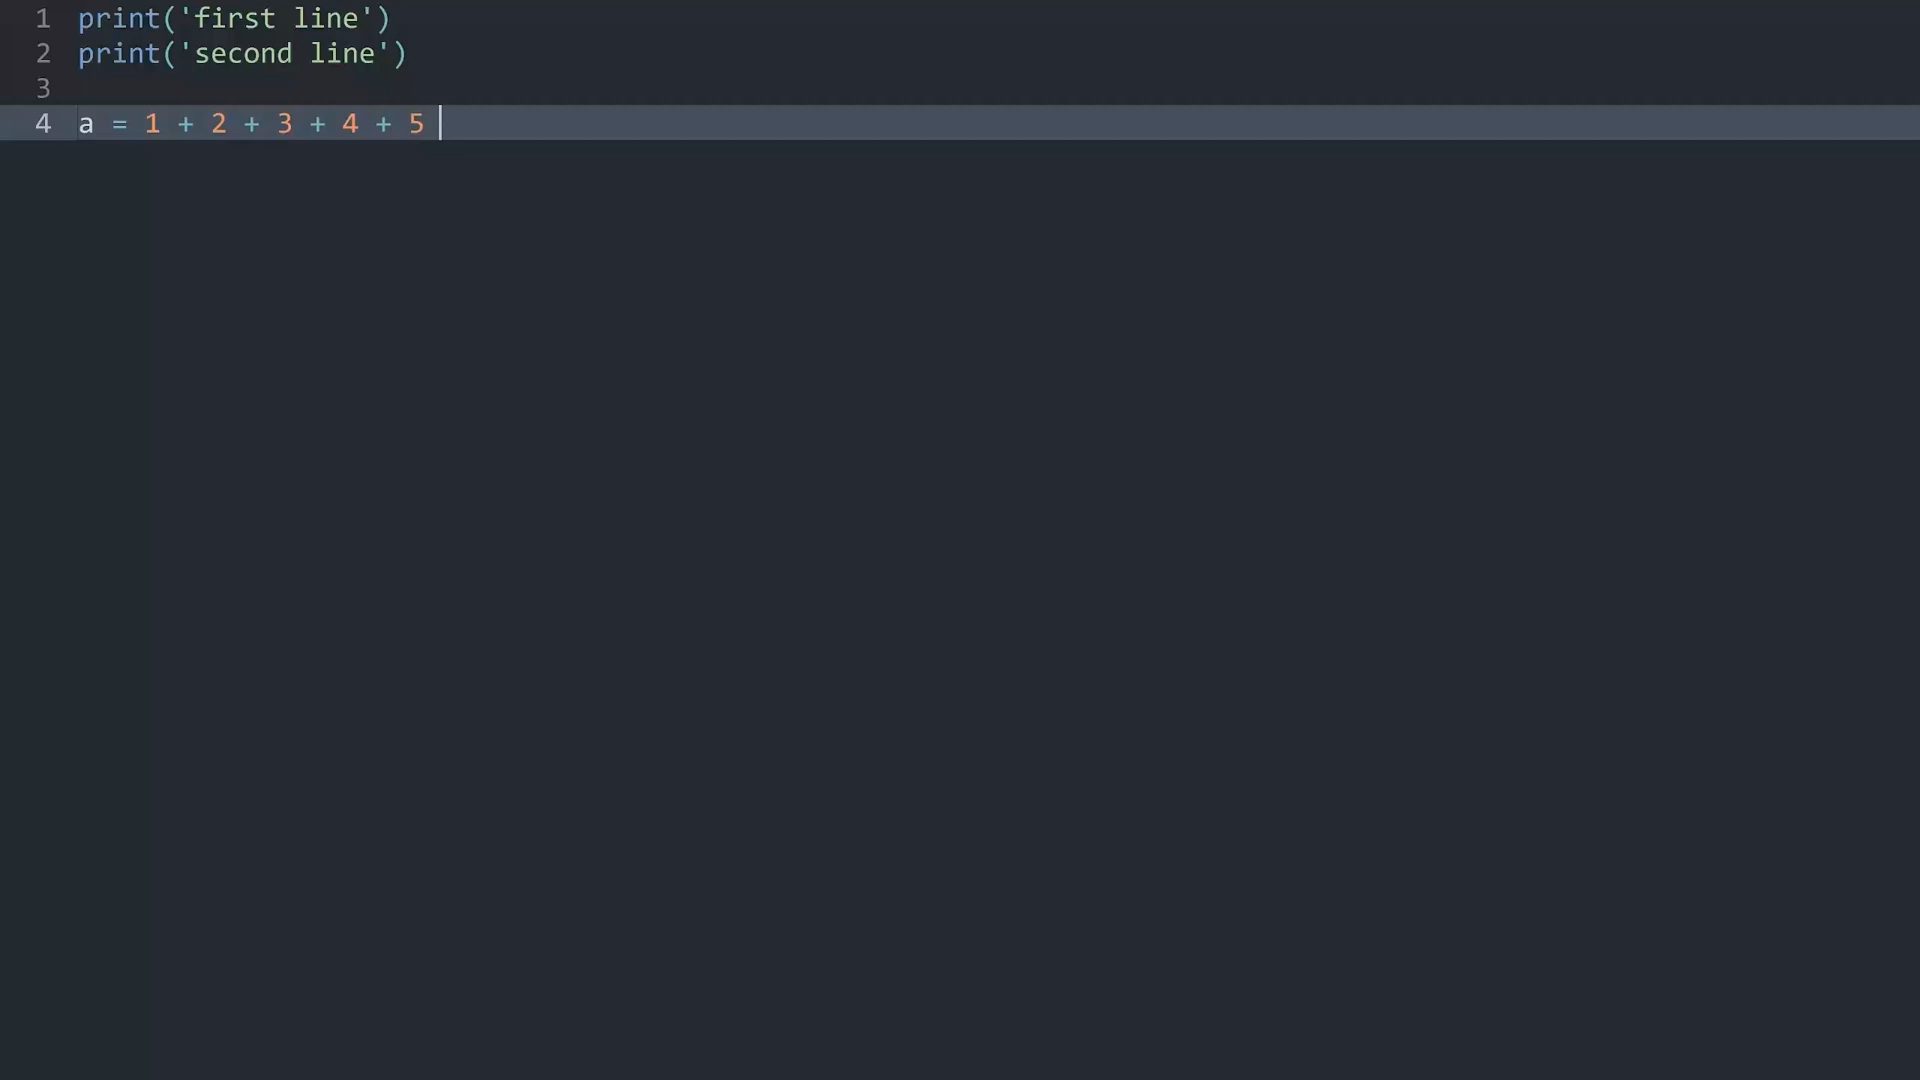 1 print('first line')
2 print('second line')
3
4 a = 1 + 2 + 3 + 4 + 5